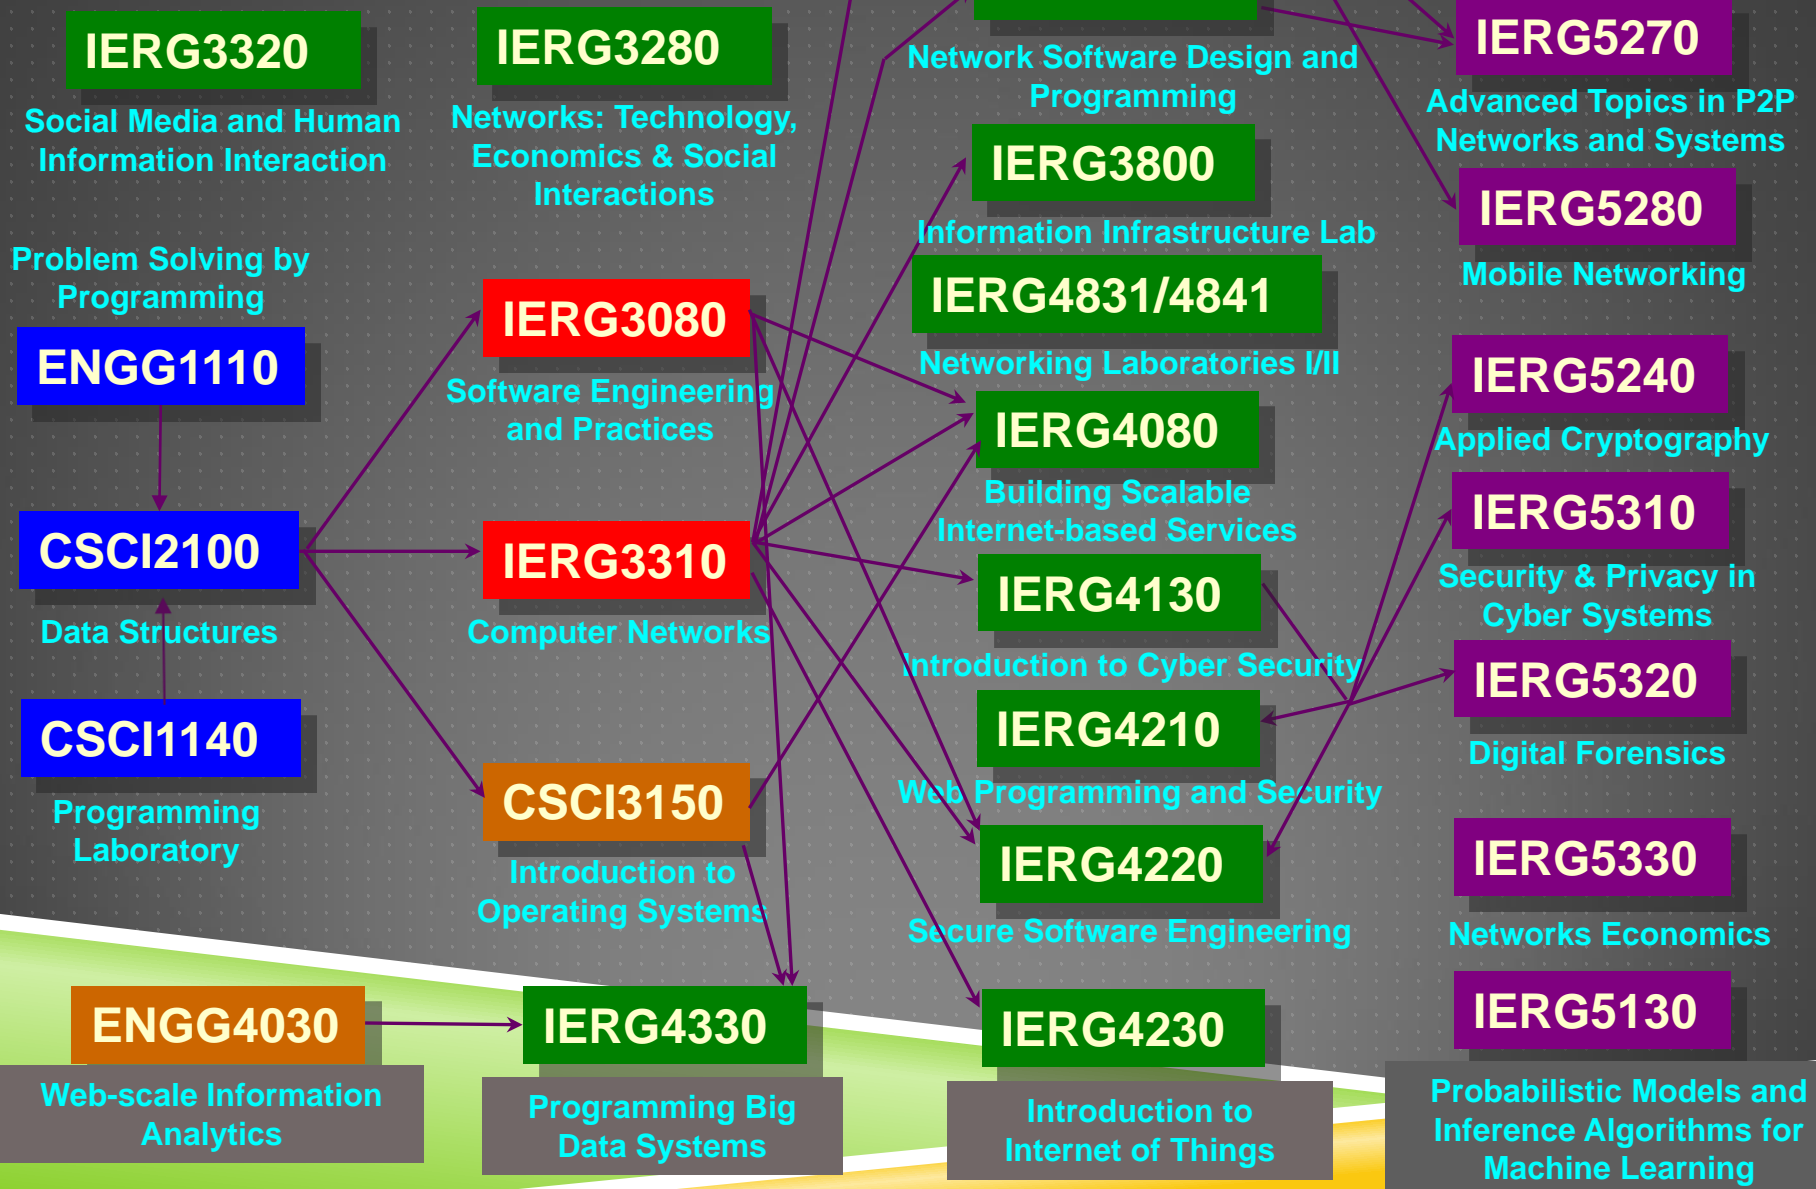 IERG3320
Social Media and Human
Information Interaction
IERG3280
Networks: Technology,
Economics & Social
Interactions
Network Software Design and
Programming
IERG5270
Advanced Topics in P2P
Networks and Systems
IERG3800
Information Infrastructure Lab
IERG5280
Mobile Networking
Problem Solving by
Programming
ENGG1110
IERG3080
Software Engineering
and Practices
IERG4831/4841
Networking Laboratories I/II
IERG5240
Applied Cryptography
IERG4080
Building Scalable
Internet-based Services
CSCI2100
Data Structures
IERG3310
Computer Networks
IERG4130
Introduction to Cyber Security
IERG5310
Security & Privacy in
Cyber Systems
CSCI1140
Programming
Laboratory
CSCI3150
Introduction to
Operating Systems
IERG4210
Web Programming and Security
IERG5320
Digital Forensics
IERG4220
Secure Software Engineering
IERG5330
Networks Economics
ENGG4030
Web-scale Information
Analytics
IERG4330
Programming Big
Data Systems
IERG4230
Introduction to
Internet of Things
IERG5130
Probabilistic Models and
Inference Algorithms for
Machine Learning